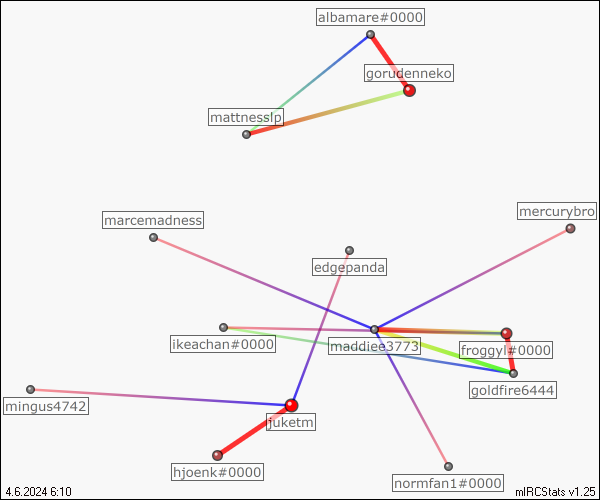 albamare#0000
gorudenneko
mattnesslp
marcemadness
mercurybro
edgepanda
ikeachan#0000
maddiee3773
froggyl#0000
goldfire6444
mingus4742
juketm
hjoenk#0000
normfan1#0000
4.6.2024 6:10
mIRCStats v1.25